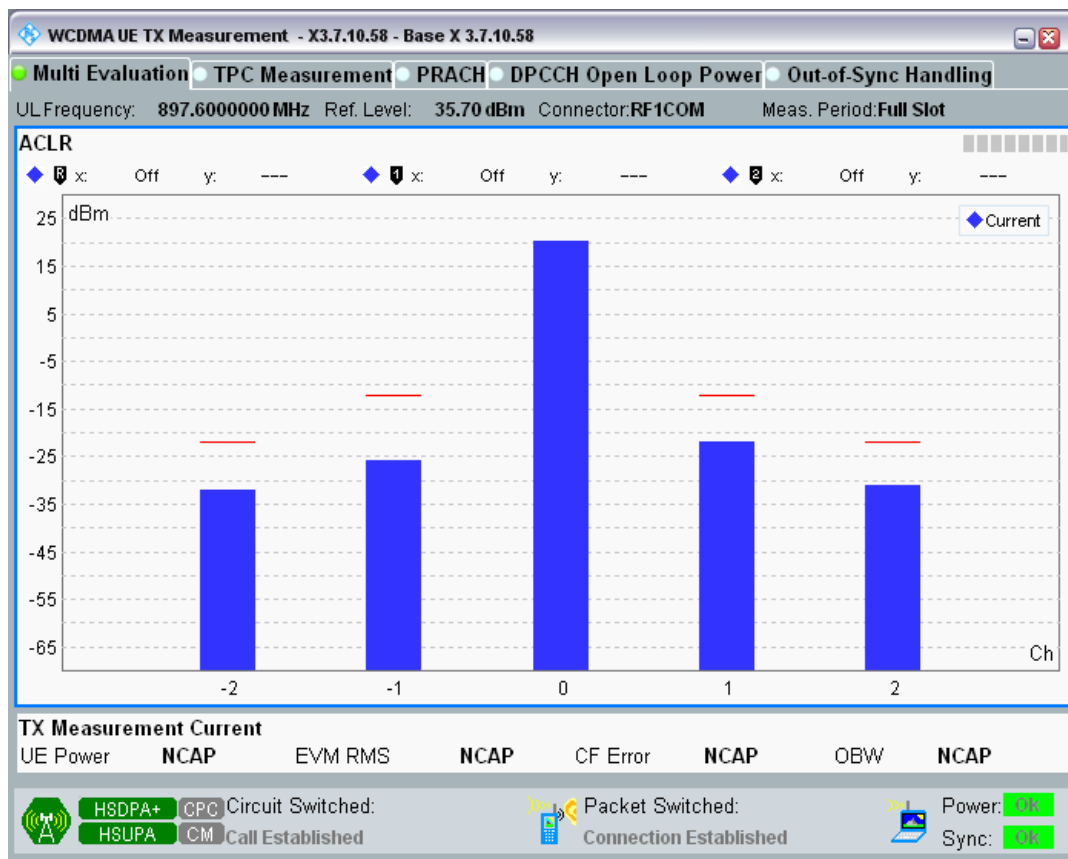 WCDMA UE TX Measurement - X3.7.10.58 - Base X 3.7.10.58
Multi Evaluation TPC Measurement PRACH DPCCH Open Loop Power Out-of-Sync Handling
UL Frequency: 897.6000000 MHz Ref. Level: 35.70 dBm Connector:RF1COM Meas. Period:Full Slot
ACLR
R x: Off y: --- 1 x: Off y: --- 2 x: Off y: ---
dBm
Current
25
15
5
-5
-15
-25
-35
-45
-55
-65
Ch
-2 -1 0 1 2
TX Measurement Current
UE Power NCAP EVM RMS NCAP CF Error NCAP OBW NCAP
HSDPA+ CPC Circuit Switched: Packet Switched: Power: OK
HSUPA CM Call Established Connection Established Sync: OK